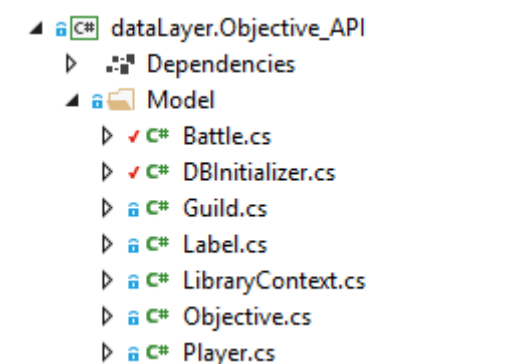 C# dataLayer.Objective_API
Dependencies
Model
C# Battle.cs
C# DBInitializer.cs
C# Guild.cs
C# Label.cs
C# LibraryContext.cs
C# Objective.cs
C# Player.cs